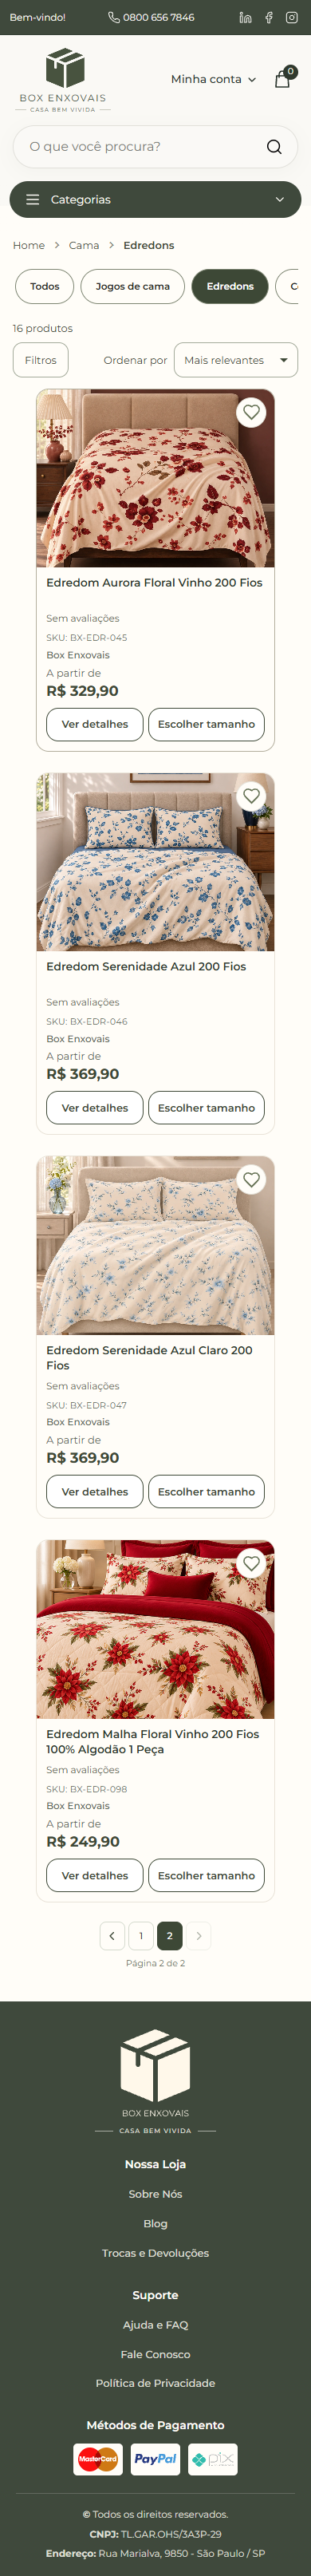 Bem-vindo!
0800 656 7846
BOX ENXOVAIS
CASA BEM VIVIDA
Minha conta
0
O que você procura?
Categorias
Home > Cama > Edredons
Todos
Jogos de cama
Edredons
16 produtos
Filtros
Ordenar por
Mais relevantes
Edredom Aurora Floral Vinho 200 Fios
Sem avaliações
SKU: BX-EDR-045
Box Enxovais
A partir de
R$ 329,90
Ver detalhes
Escolher tamanho
Edredom Serenidade Azul 200 Fios
Sem avaliações
SKU: BX-EDR-046
Box Enxovais
A partir de
R$ 369,90
Ver detalhes
Escolher tamanho
Edredom Serenidade Azul Claro 200
Fios
Sem avaliações
SKU: BX-EDR-047
Box Enxovais
A partir de
R$ 369,90
Ver detalhes
Escolher tamanho
Edredom Malha Floral Vinho 200 Fios
100% Algodão 1 Peça
Sem avaliações
SKU: BX-EDR-098
Box Enxovais
A partir de
R$ 249,90
Ver detalhes
Escolher tamanho
1
2
Página 2 de 2
BOX ENXOVAIS
CASA BEM VIVIDA
Nossa Loja
Sobre Nós
Blog
Trocas e Devoluções
Suporte
Ajuda e FAQ
Fale Conosco
Política de Privacidade
Métodos de Pagamento
MasterCard
PayPal
pix
© Todos os direitos reservados.
CNPJ: TL.GAR.OHS/3A3P-29
Endereço: Rua Marialva, 9850 - São Paulo / SP